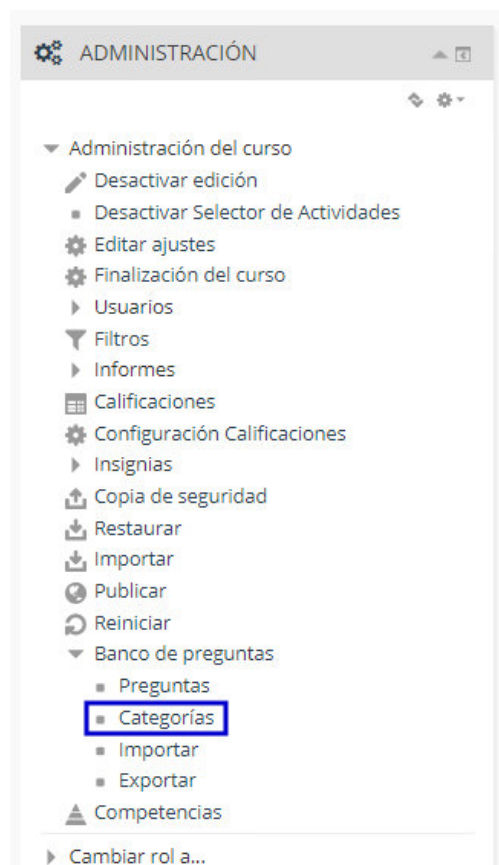 ADMINISTRACIÓN
Administración del curso
Desactivar edición
Desactivar Selector de Actividades
Editar ajustes
Finalización del curso
Usuarios
Filtros
Informes
Calificaciones
Configuración Calificaciones
Insignias
Copia de seguridad
Restaurar
Importar
Publicar
Reiniciar
Banco de preguntas
Preguntas
Categorías
Importar
Exportar
Competencias
Cambiar rol a...